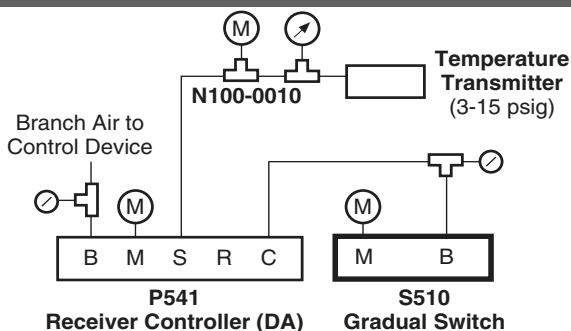 M
Temperature
Transmitter
(3-15 psig)
N100-0010
Branch Air to
Control Device
M
M
B M S R C
M B
P541
Receiver Controller (DA)
S510
Gradual Switch